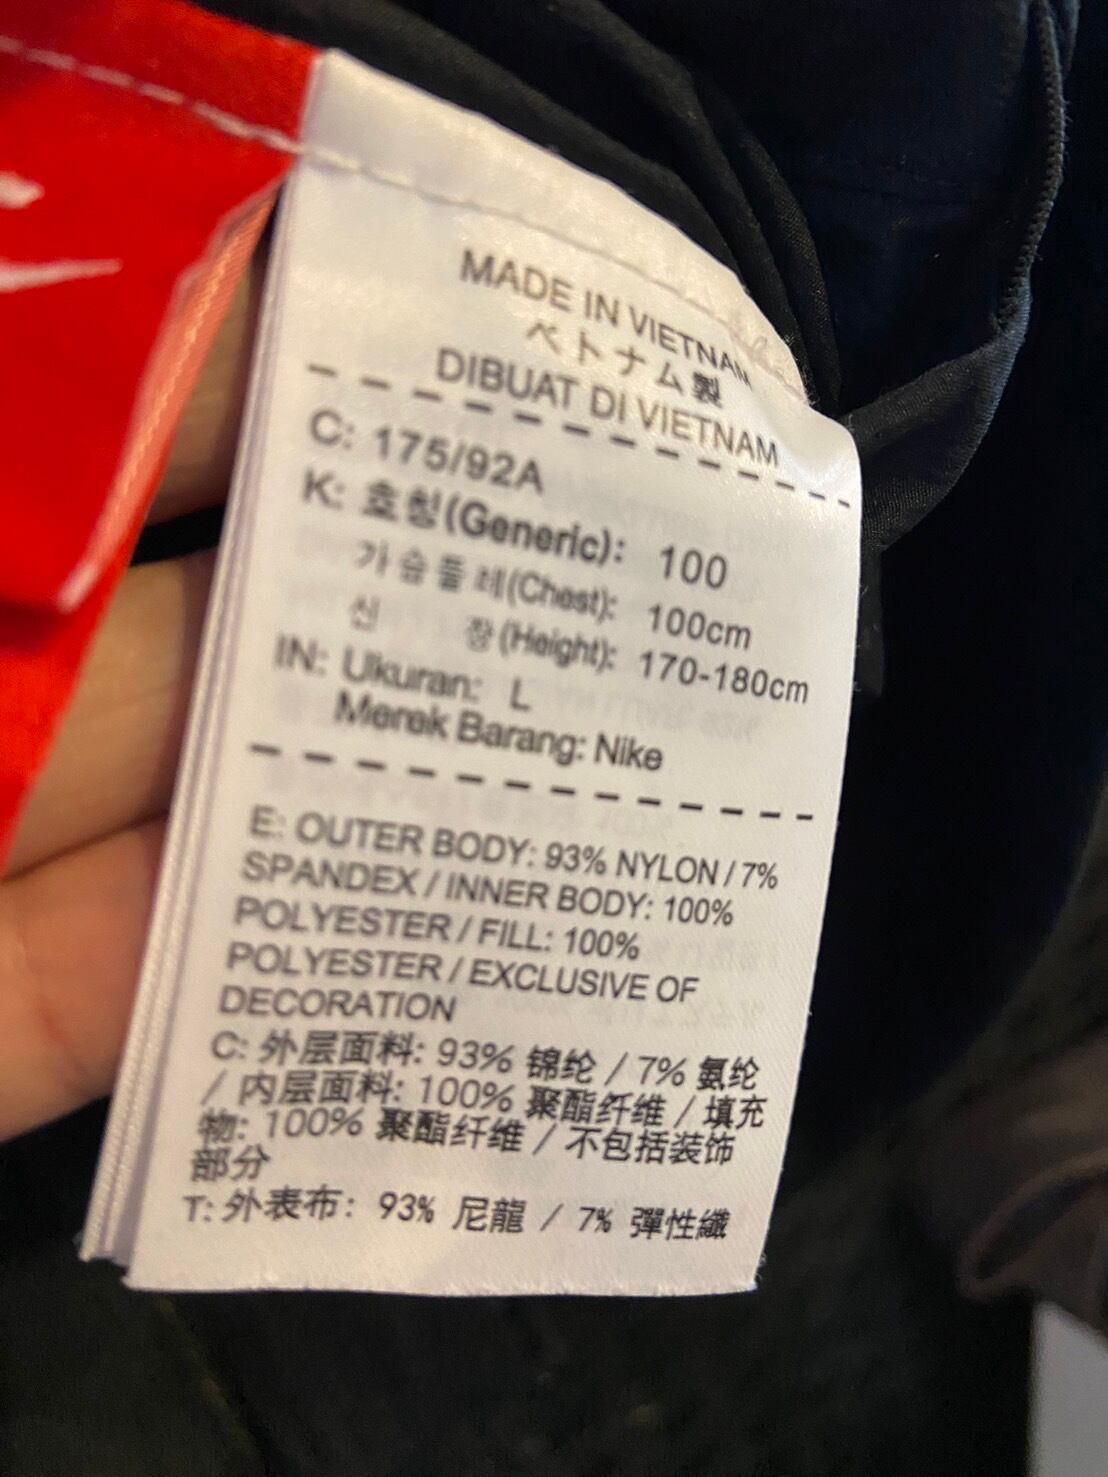 MADE IN VIETNAM
ベトナム製
DIBUAT DI VIETNAM
C: 175/92A
K: 호칭(Generic): 100
가슴둘레(Chest): 100cm
신 장(Height): 170-180cm
IN: Ukuran: L
Merek Barang: Nike
E: OUTER BODY: 93% NYLON / 7%
SPANDEX / INNER BODY: 100%
POLYESTER / FILL: 100%
POLYESTER / EXCLUSIVE OF
DECORATION
C: 外层面料: 93% 锦纶 / 7% 氨纶
/ 内层面料: 100% 聚酯纤维 / 填充
物: 100% 聚酯纤维 / 不包括装饰
部分
T: 外表布: 93% 尼龍 / 7% 彈性纖